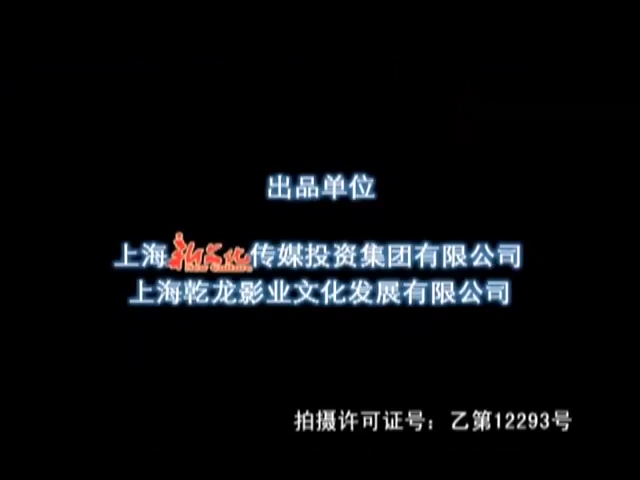 出品单位
上海新文化传媒投资集团有限公司
New Culture
上海乾龙影业文化发展有限公司
拍摄许可证号：乙第12293号